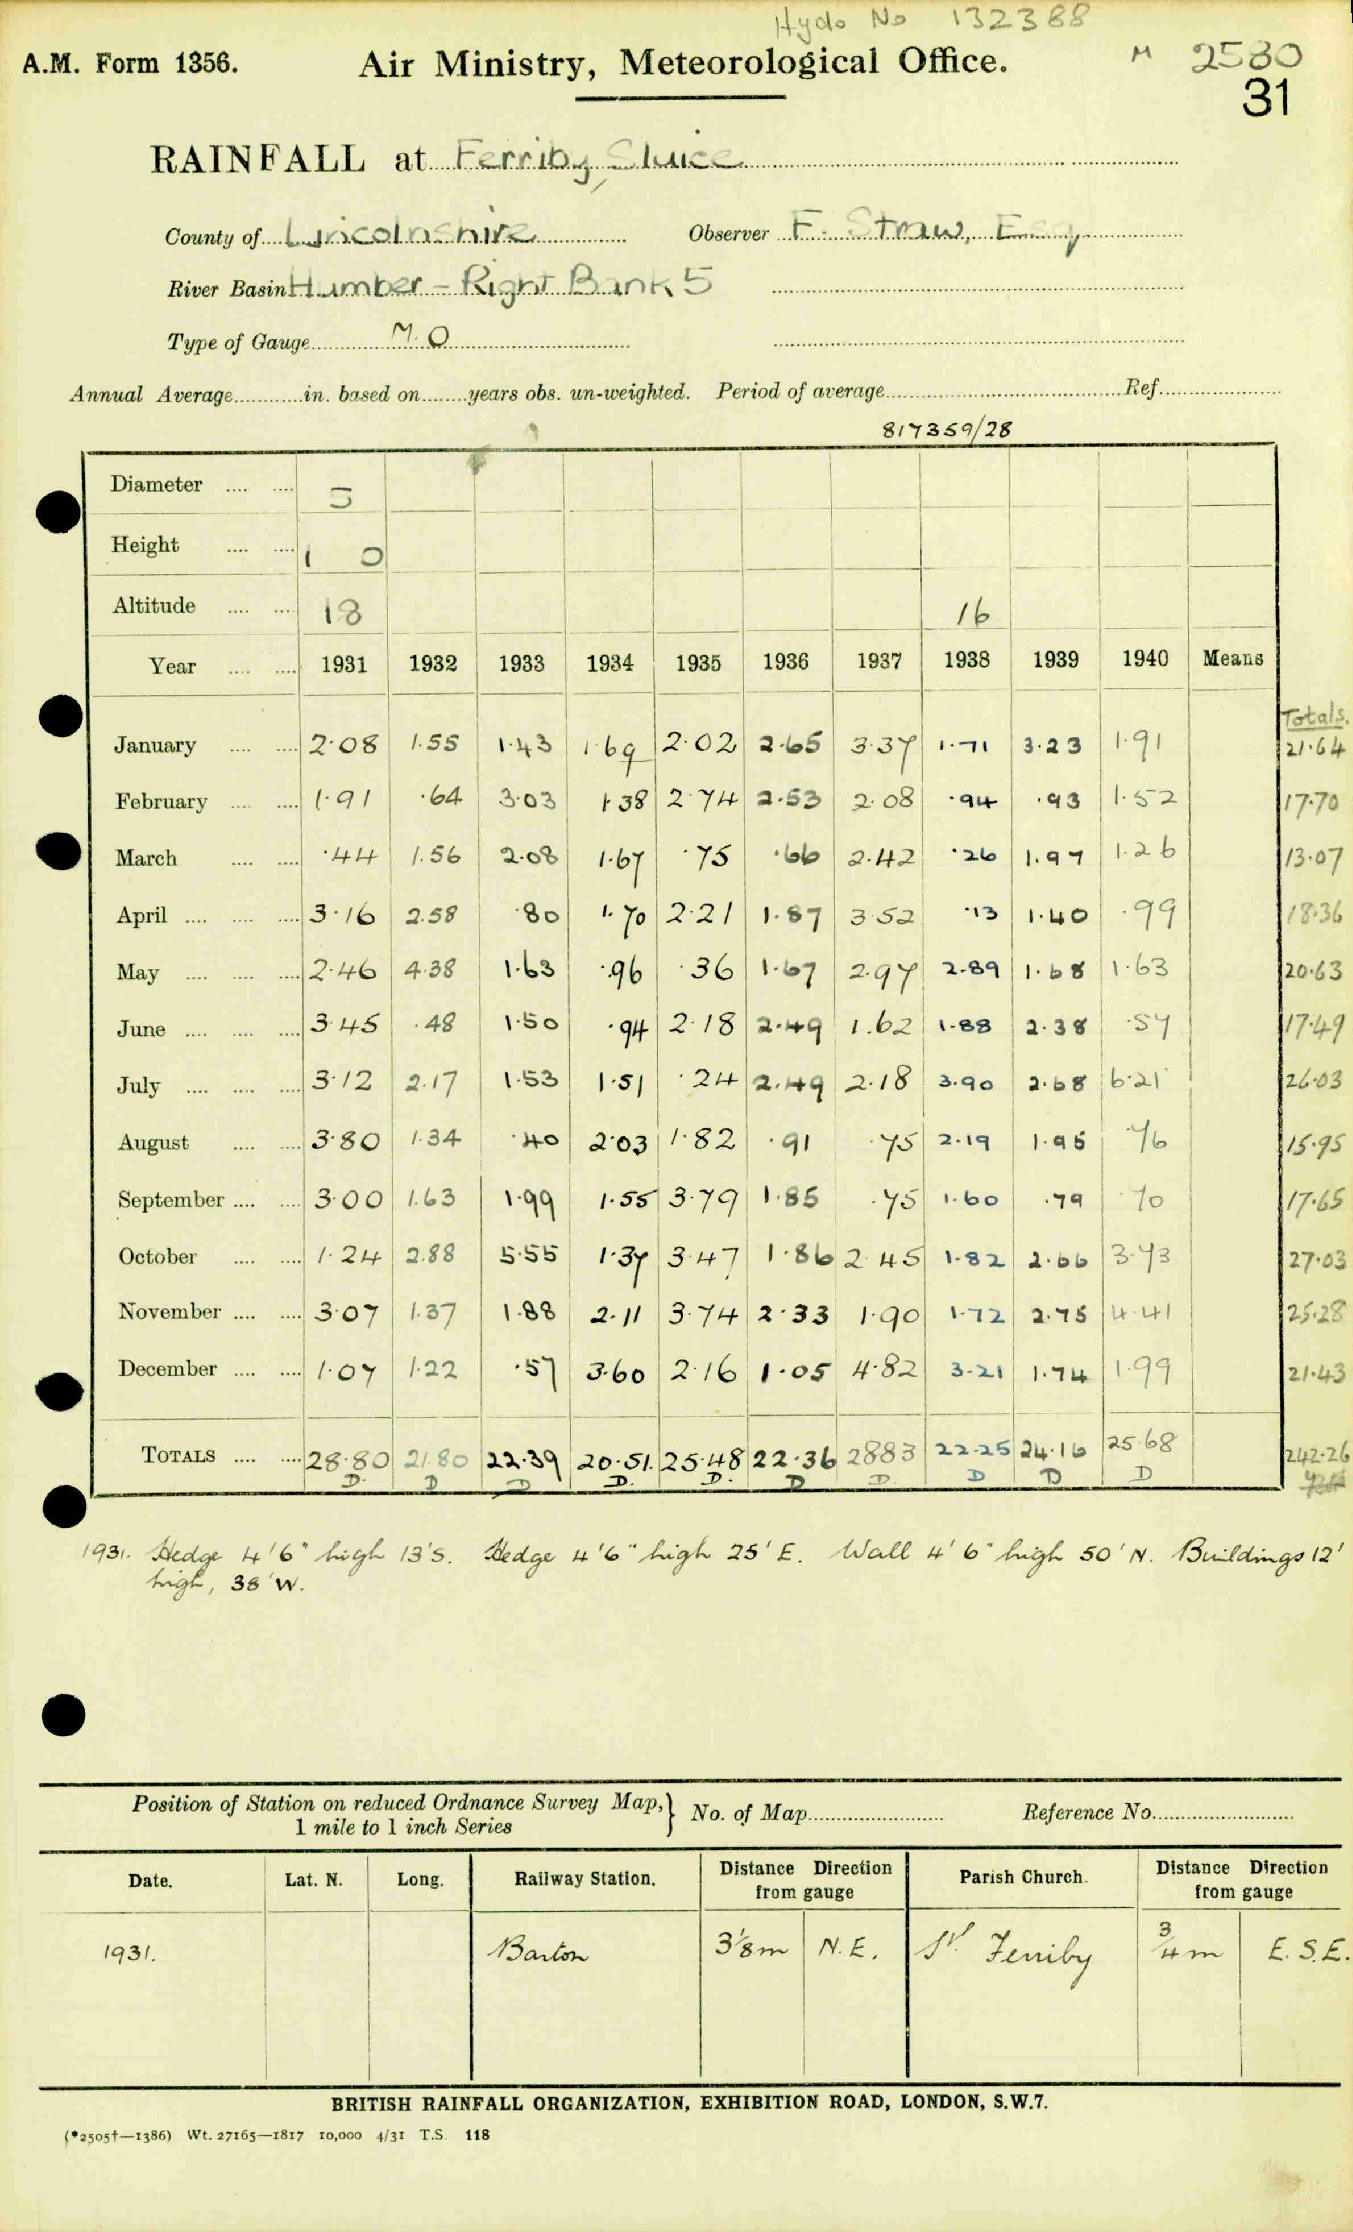 Hydo No 132388
A.M. Form 1356. Air Ministry, Meteorological Office. M 2580
31
RAINFALL at Ferriby Sluice
County of Lincolnshire Observer F. Straw, Esq
River Basin Humber - Right Bank 5
Type of Gauge M.O
Annual Average in. based on years obs. un-weighted. Period of average Ref.
817359/28
Diameter 5
Height 1 0
Altitude 18 16
Year 1931 1932 1933 1934 1935 1936 1937 1938 1939 1940 Means
Totals.
January 2.08 1.55 1.43 1.69 2.02 2.65 3.37 1.71 3.23 1.91 21.64
February 1.91 .64 3.03 1.38 2.74 2.53 2.08 .94 .93 1.52 17.70
March .44 1.56 2.08 1.67 .75 .66 2.42 .26 1.97 1.26 13.07
April 3.16 2.58 .80 1.70 2.21 1.87 3.52 .13 1.40 .99 18.36
May 2.46 4.38 1.63 .96 .36 1.67 2.97 2.89 1.68 1.63 20.63
June 3.45 .48 1.50 .94 2.18 2.49 1.62 1.88 2.38 .57 17.49
July 3.12 2.17 1.53 1.51 .24 2.49 2.18 3.90 2.68 6.21 26.03
August 3.80 1.34 .40 2.03 1.82 .91 .75 2.19 1.95 .76 15.95
September 3.00 1.63 1.99 1.55 3.79 1.85 .75 1.60 .79 .70 17.65
October 1.24 2.88 5.55 1.37 3.47 1.86 2.45 1.82 2.66 3.73 27.03
November 3.07 1.37 1.88 2.11 3.74 2.33 1.90 1.72 2.75 4.41 25.28
December 1.07 1.22 .57 3.60 2.16 1.05 4.82 3.21 1.74 1.99 21.43
TOTALS 28.80 21.80 22.39 20.51 25.48 22.36 28.83 22.25 24.16 25.68 242.26
D. D D D. D. D D. D D D
1931. Hedge 4'6" high 13's. Hedge 4'6" high 25' E. Wall 4'6" high 50' N. Buildings 12'
high, 38' W.
Position of Station on reduced Ordnance Survey Map, } No. of Map Reference No.
1 mile to 1 inch Series
Date. Lat. N. Long. Railway Station. Distance Direction from gauge Parish Church. Distance Direction from gauge
1931. Barton 3⅛m N.E. Sth Ferriby ¾m E.S.E.
BRITISH RAINFALL ORGANIZATION, EXHIBITION ROAD, LONDON, S.W.7.
(*2505†—1386) Wt. 27165—1817 10,000 4/31 T.S. 118